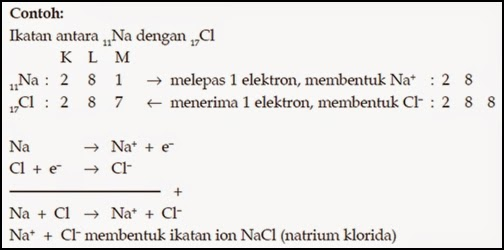 Contoh:
Ikatan antara ₁₁Na dengan ₁₇Cl
K L M
₁₁Na : 2 8 1 → melepas 1 elektron, membentuk Na⁺ : 2 8
₁₇Cl : 2 8 7 ← menerima 1 elektron, membentuk Cl⁻ : 2 8 8
Na → Na⁺ + e⁻
Cl + e⁻ → Cl⁻
+
Na + Cl → Na⁺ + Cl⁻
Na⁺ + Cl⁻ membentuk ikatan ion NaCl (natrium klorida)